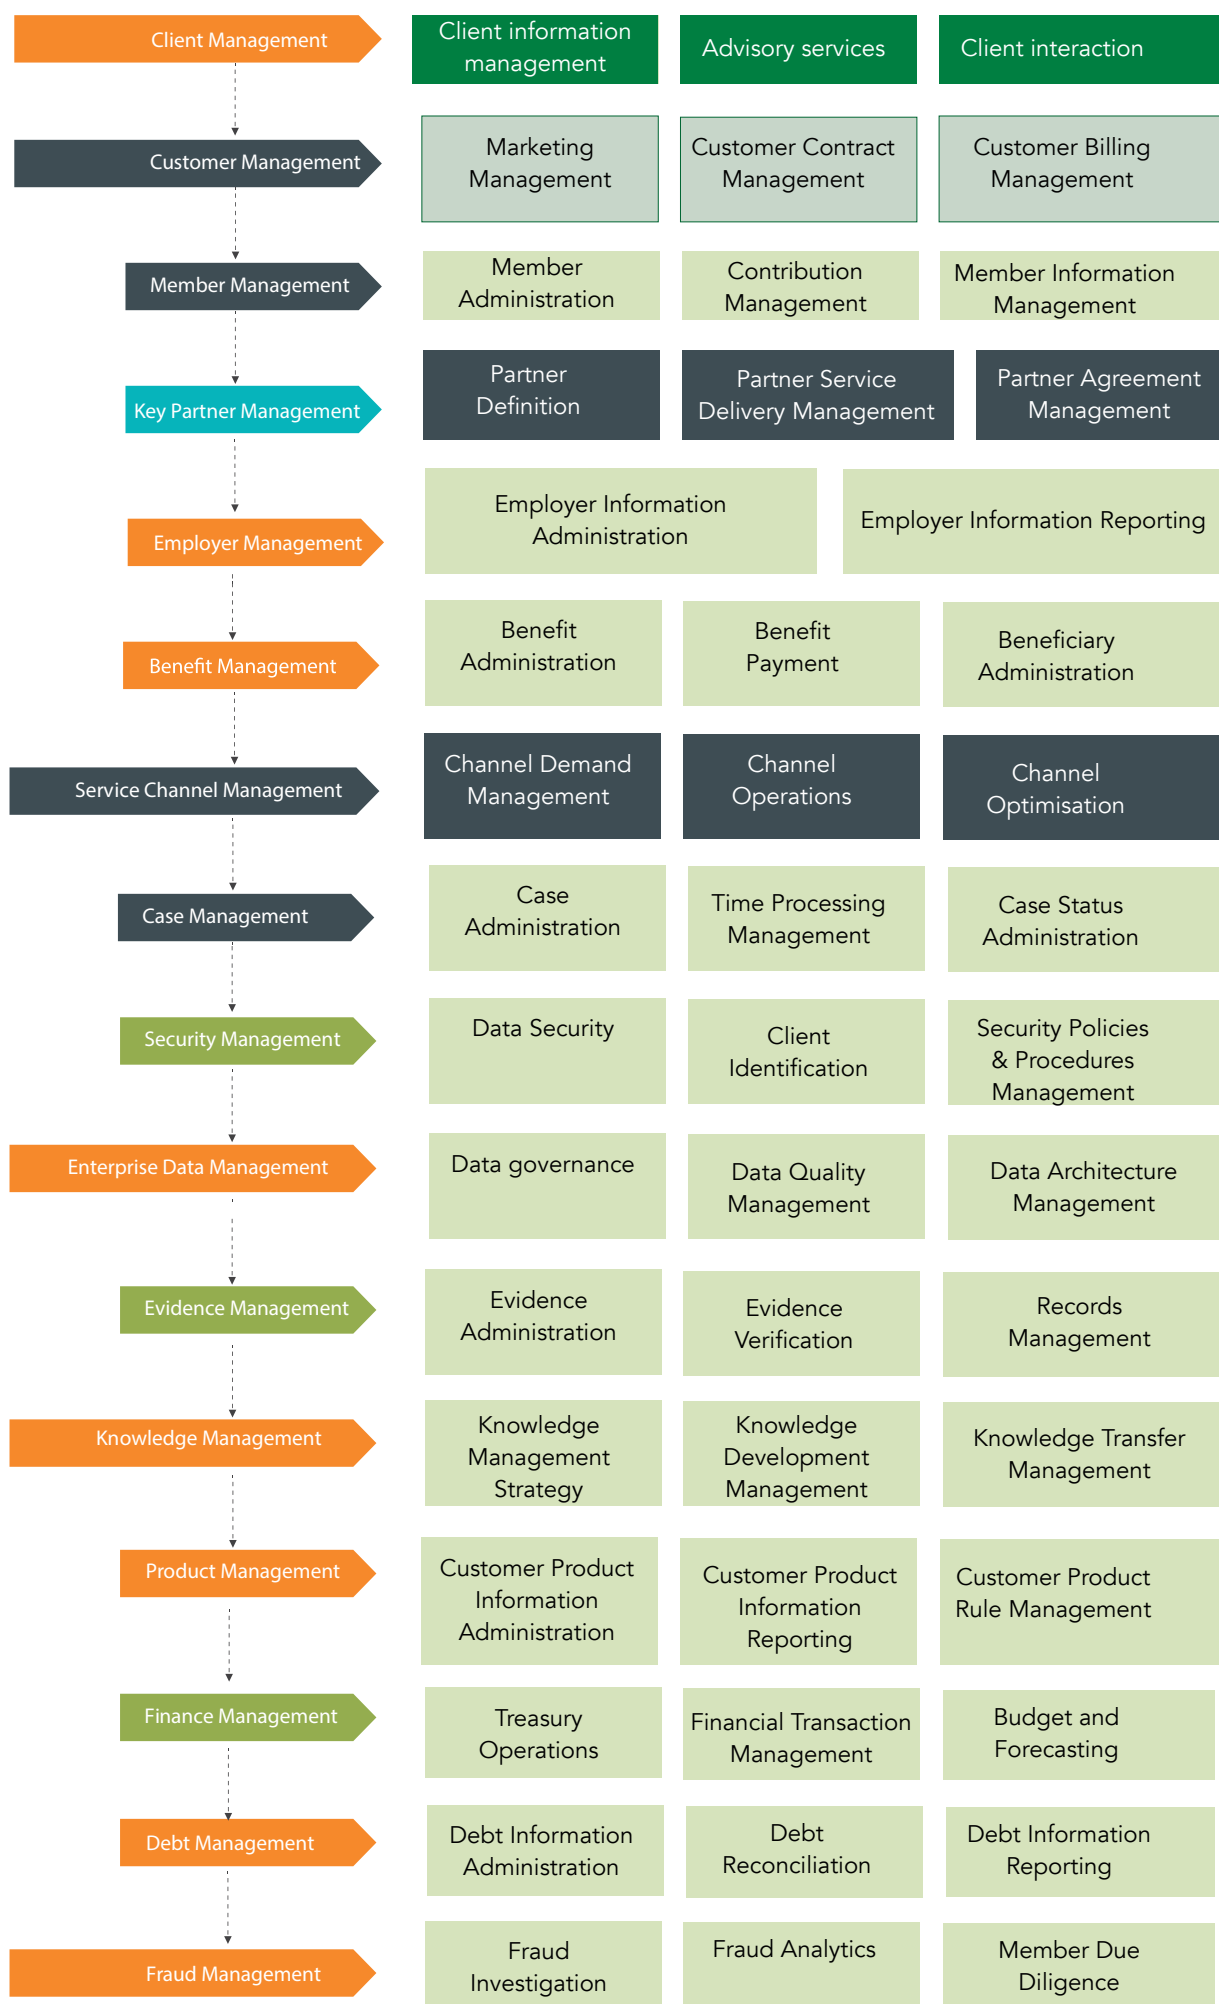 Client Management
Client information
management
Advisory services
Client interaction
Customer Management
Marketing
Management
Customer Contract
Management
Customer Billing
Management
Member Management
Member
Administration
Contribution
Management
Member Information
Management
Key Partner Management
Partner
Definition
Partner Service
Delivery Management
Partner Agreement
Management
Employer Management
Employer Information
Administration
Employer Information Reporting
Benefit Management
Benefit
Administration
Benefit
Payment
Beneficiary
Administration
Service Channel Management
Channel Demand
Management
Channel
Operations
Channel
Optimisation
Case Management
Case
Administration
Time Processing
Management
Case Status
Administration
Security Management
Data Security
Client
Identification
Security Policies
& Procedures
Management
Enterprise Data Management
Data governance
Data Quality
Management
Data Architecture
Management
Evidence Management
Evidence
Administration
Evidence
Verification
Records
Management
Knowledge Management
Knowledge
Management
Strategy
Knowledge
Development
Management
Knowledge Transfer
Management
Product Management
Customer Product
Information
Administration
Customer Product
Information
Reporting
Customer Product
Rule Management
Finance Management
Treasury
Operations
Financial Transaction
Management
Budget and
Forecasting
Debt Management
Debt Information
Administration
Debt
Reconciliation
Debt Information
Reporting
Fraud Management
Fraud
Investigation
Fraud Analytics
Member Due
Diligence